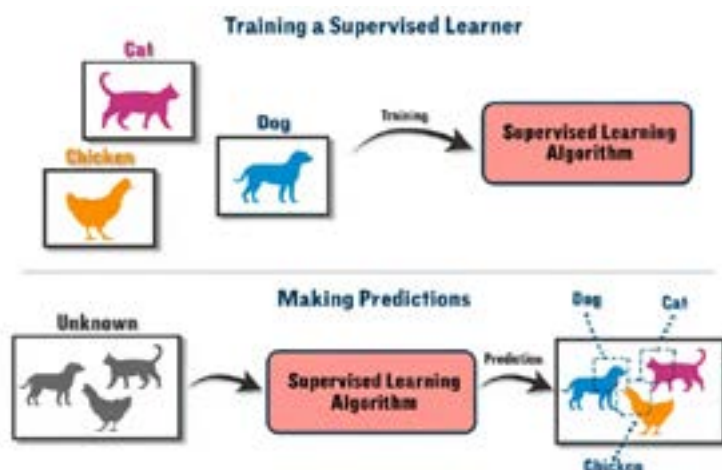 Training a Supervised Learner
Cat
Dog
Chicken
Training
Supervised Learning
Algorithm
Making Predictions
Unknown
Supervised Learning
Algorithm
Prediction
Dog
Cat
Chicken